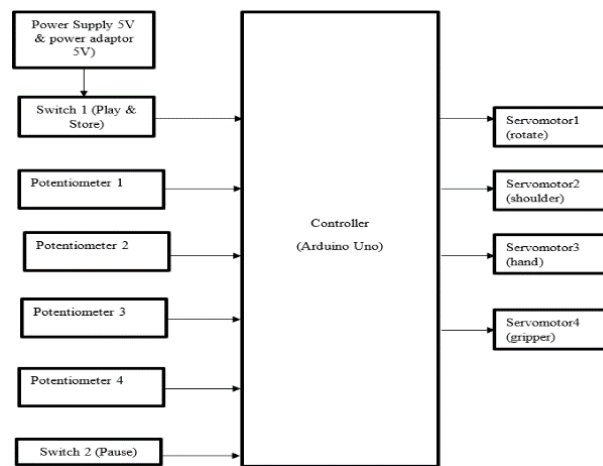 Power Supply 5V
& power adaptor
5V)
Switch 1 (Play &
Store)
Potentiometer 1
Potentiometer 2
Potentiometer 3
Potentiometer 4
Switch 2 (Pause)
Controller
(Arduino Uno)
Servomotor1
(rotate)
Servomotor2
(shoulder)
Servomotor3
(hand)
Servomotor4
(gripper)